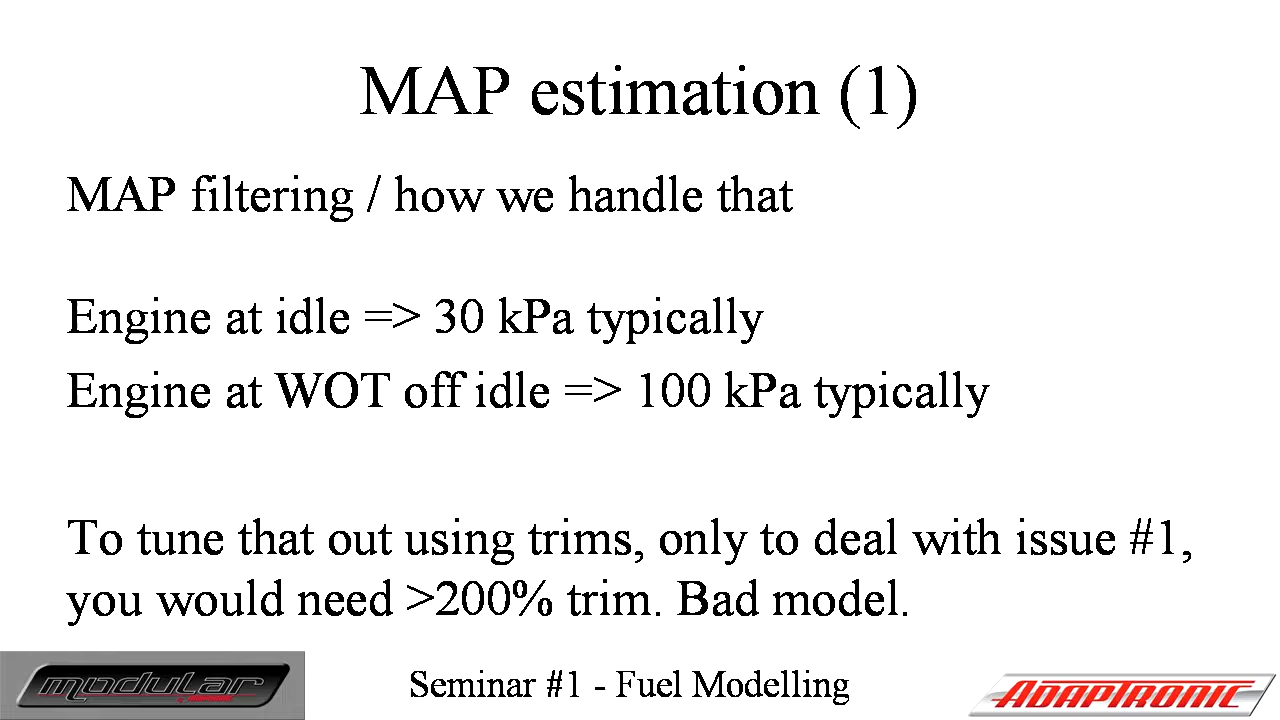 MAP estimation (1)
MAP filtering / how we handle that
Engine at idle => 30 kPa typically
Engine at WOT off idle => 100 kPa typically
To tune that out using trims, only to deal with issue #1,
you would need >200% trim. Bad model.
modular
Seminar #1 - Fuel Modelling
ADAPTRONIC